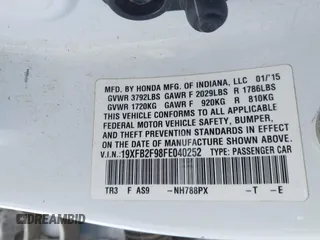 MFD. BY HONDA MFG. OF INDIANA, LLC 01/15
GVWR 3792LBS GAWR F 2029LBS R 1786LBS
GVWR 1720KG GAWR F 920KG R 810KG
THIS VEHICLE CONFORMS TO ALL APPLICABLE
FEDERAL MOTOR VEHICLE SAFETY, BUMPER,
AND THEFT PREVENTION STANDARDS IN EFFECT
ON THE DATE OF MANUFACTURE SHOWN ABOVE.
V.I.N. 19XFB2F98FE040252 TYPE: PASSENGER CAR
TR3 F AS9 -NH788PX -T -E